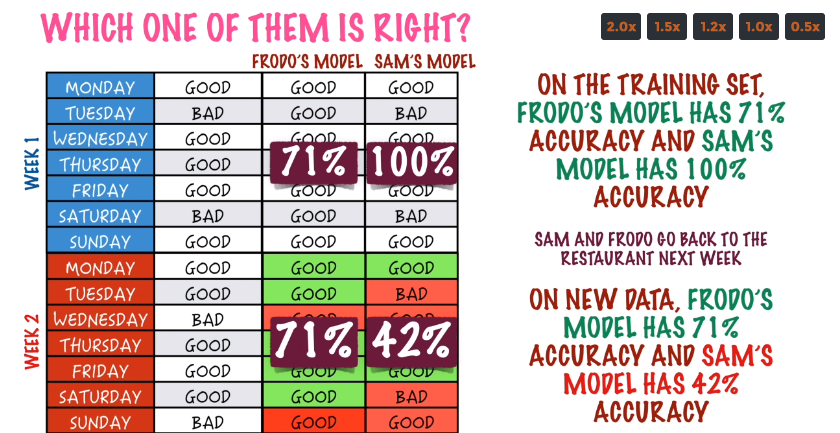 WHICH ONE OF THEM IS RIGHT?
2.0x 1.5x 1.2x 1.0x 0.5x
FRODO'S MODEL SAM'S MODEL
WEEK 1
MONDAY GOOD GOOD GOOD
TUESDAY BAD GOOD BAD
WEDNESDAY GOOD GOOD GOOD
THURSDAY GOOD
71% 100%
FRIDAY GOOD GOOD GOOD
SATURDAY BAD GOOD BAD
SUNDAY GOOD GOOD GOOD
WEEK 2
MONDAY GOOD GOOD GOOD
TUESDAY GOOD GOOD BAD
WEDNESDAY BAD
THURSDAY GOOD
71% 42%
FRIDAY GOOD GOOD GOOD
SATURDAY GOOD GOOD BAD
SUNDAY BAD GOOD GOOD
ON THE TRAINING SET,
FRODO'S MODEL HAS 71%
ACCURACY AND SAM'S
MODEL HAS 100%
ACCURACY
SAM AND FRODO GO BACK TO THE
RESTAURANT NEXT WEEK
ON NEW DATA, FRODO'S
MODEL HAS 71%
ACCURACY AND SAM'S
MODEL HAS 42%
ACCURACY